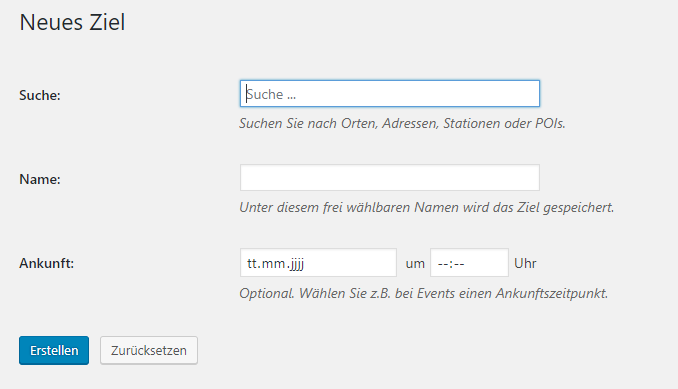 Neues Ziel
Suche: Suche ...
Suchen Sie nach Orten, Adressen, Stationen oder POIs.
Name:
Unter diesem frei wählbaren Namen wird das Ziel gespeichert.
Ankunft: tt.mm.jjjj um --:-- Uhr
Optional. Wählen Sie z.B. bei Events einen Ankunftszeitpunkt.
Erstellen Zurücksetzen